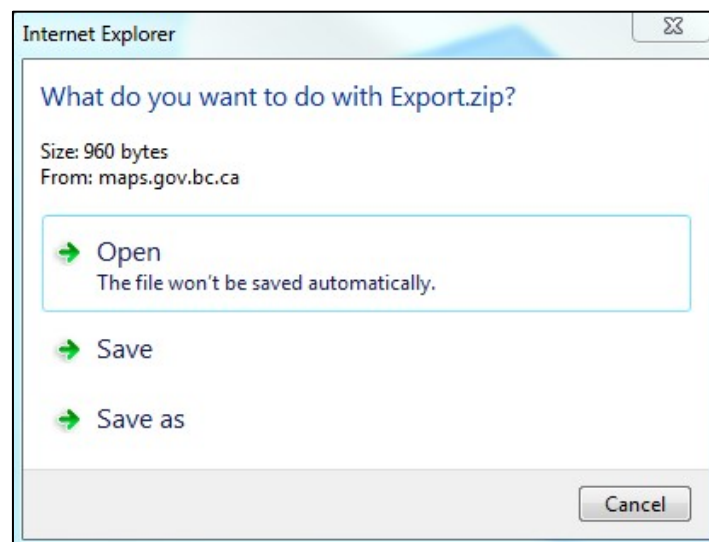 Internet Explorer
What do you want to do with Export.zip?
Size: 960 bytes
From: maps.gov.bc.ca
Open
The file won't be saved automatically.
Save
Save as
Cancel